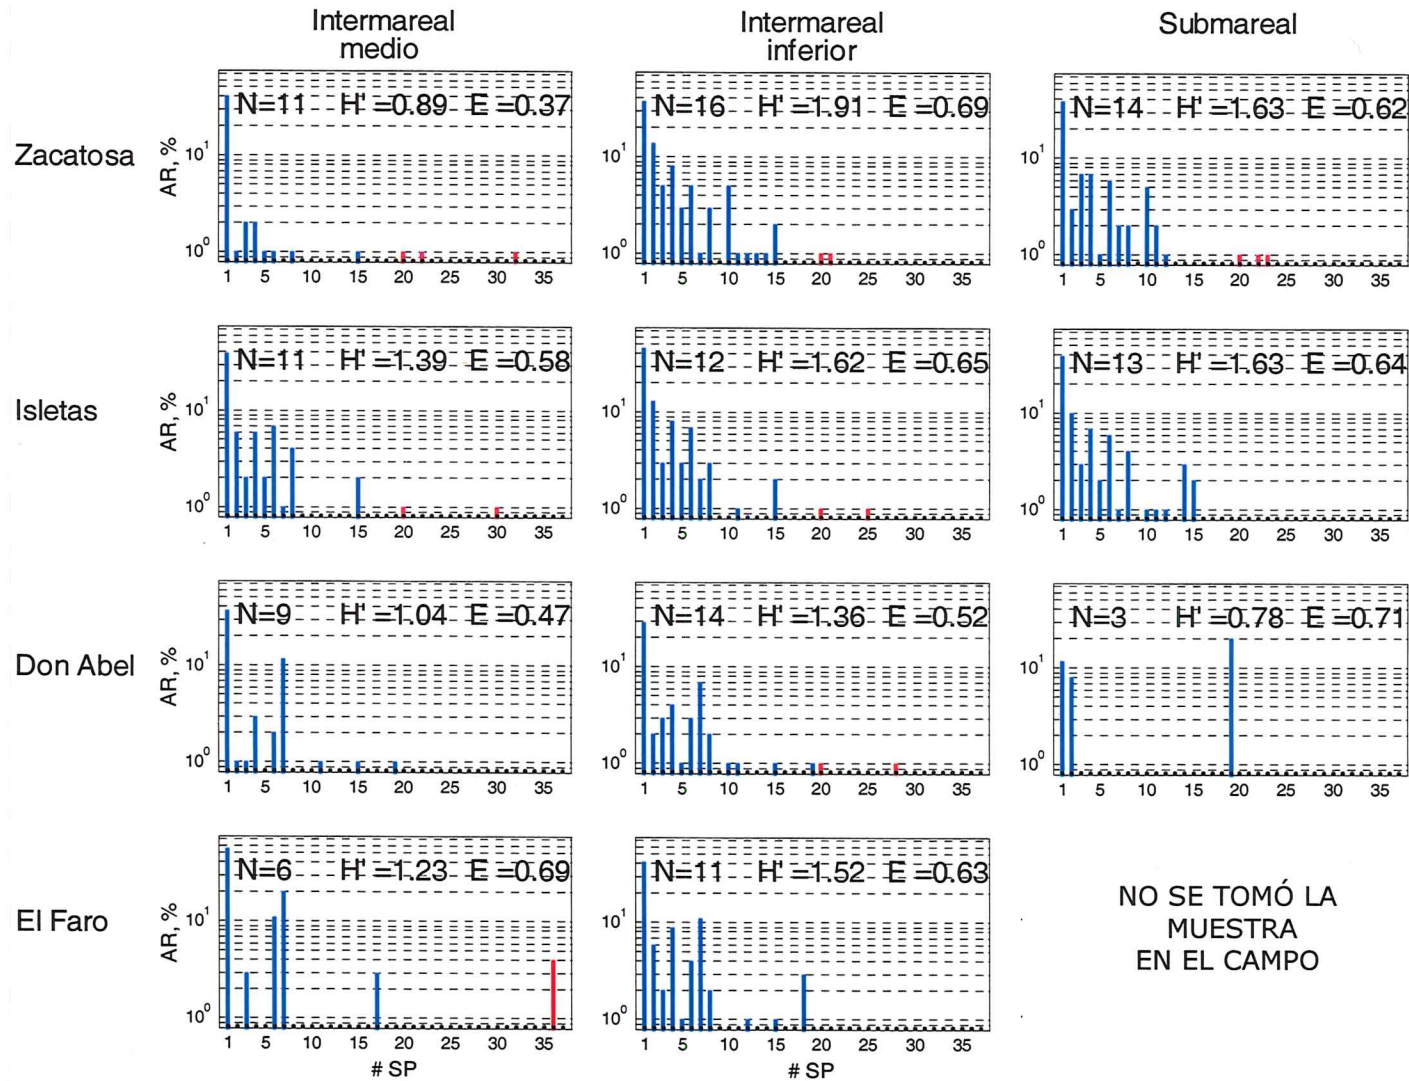 Intermareal
medio
Intermareal
inferior
Submareal
Zacatosa
AR, %
10¹
10⁰
N=11 H' =0.89 E =0.37
1 5 10 15 20 25 30 35
10¹
10⁰
N=16 H' =1.91 E =0.69
1 5 10 15 20 25 30 35
10¹
10⁰
N=14 H' =1.63 E =0.62
1 5 10 15 20 25 30 35
Isletas
AR, %
10¹
10⁰
N=11 H' =1.39 E =0.58
1 5 10 15 20 25 30 35
10¹
10⁰
N=12 H' =1.62 E =0.65
1 5 10 15 20 25 30 35
10¹
10⁰
N=13 H' =1.63 E =0.64
1 5 10 15 20 25 30 35
Don Abel
AR, %
10¹
10⁰
N=9 H' =1.04 E =0.47
1 5 10 15 20 25 30 35
10¹
10⁰
N=14 H' =1.36 E =0.52
1 5 10 15 20 25 30 35
10¹
10⁰
N=3 H' =0.78 E =0.71
1 5 10 15 20 25 30 35
El Faro
AR, %
10¹
10⁰
N=6 H' =1.23 E =0.69
1 5 10 15 20 25 30 35
# SP
10¹
10⁰
N=11 H' =1.52 E =0.63
1 5 10 15 20 25 30 35
# SP
NO SE TOMÓ LA
MUESTRA
EN EL CAMPO